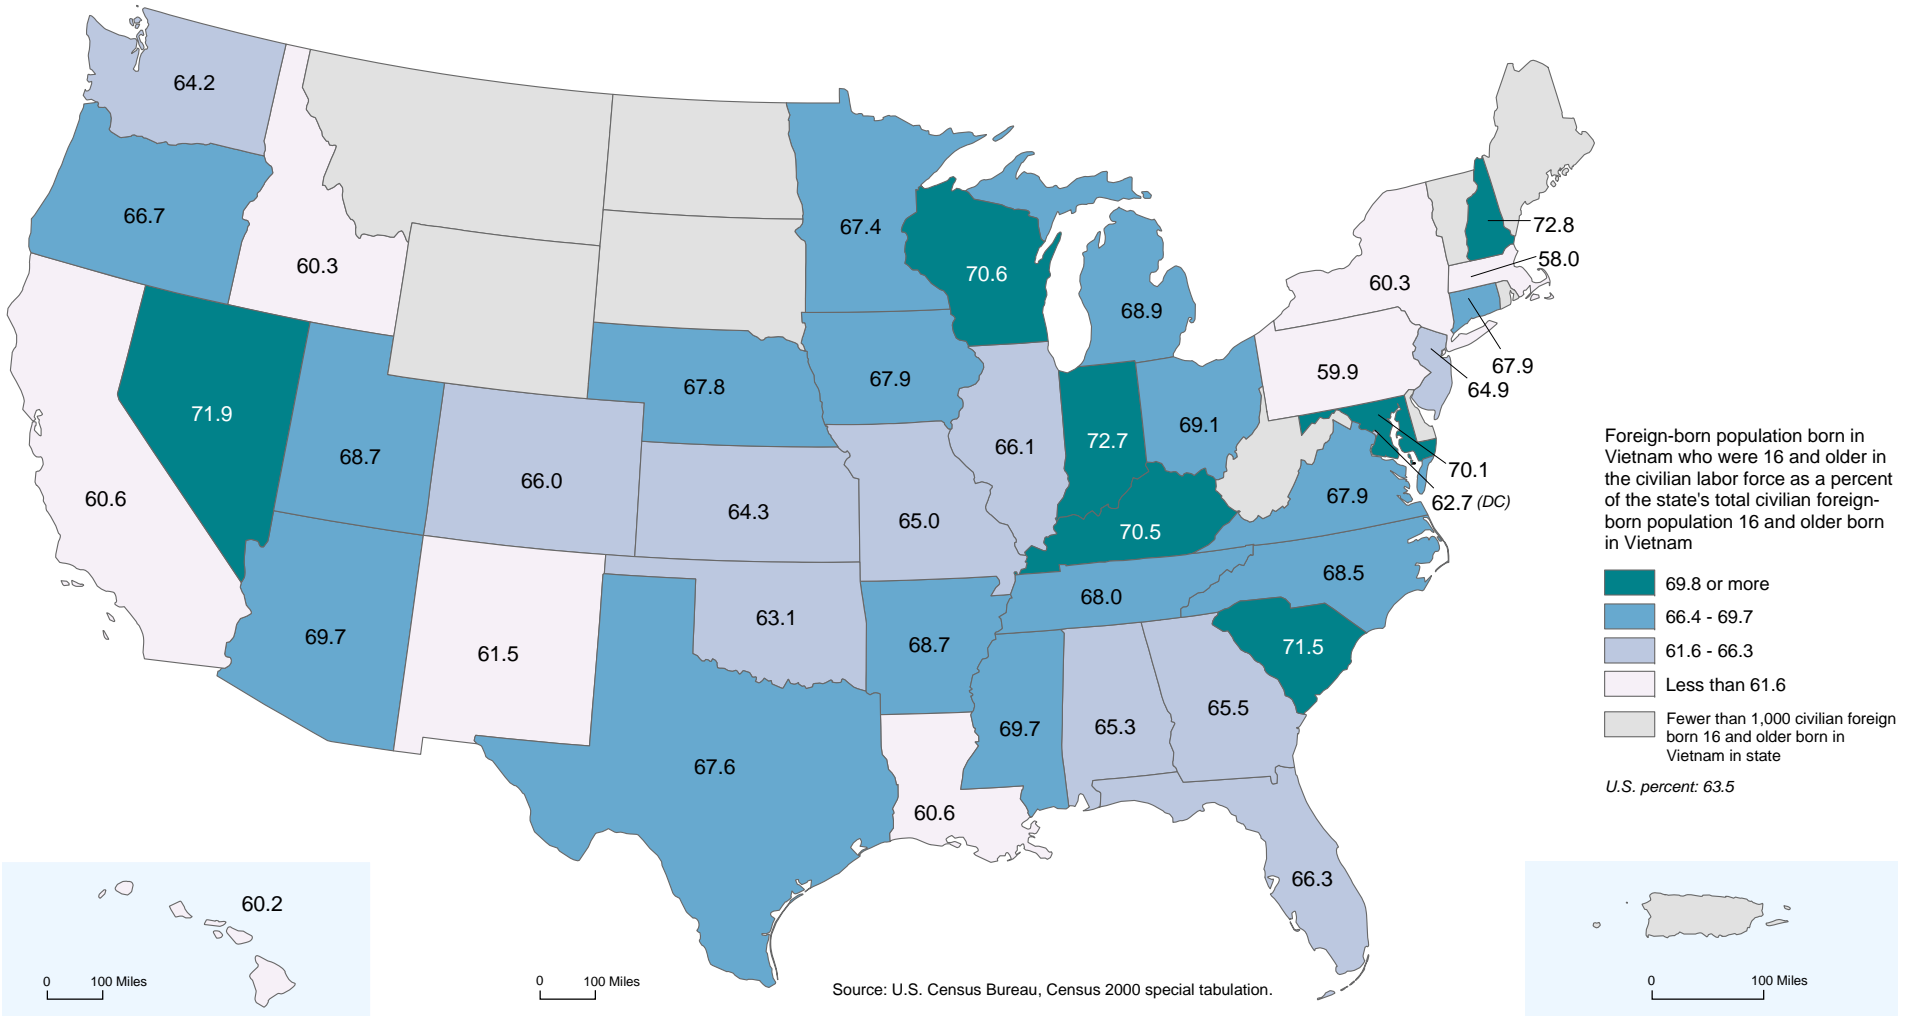 64.2
66.7
60.3
67.4
70.6
72.8
58.0
60.3
68.9
67.9
64.9
59.9
67.8
67.9
71.9
68.7
66.0
66.1
72.7
69.1
70.1
62.7 (DC)
67.9
60.6
64.3
65.0
70.5
68.5
68.0
69.7
61.5
63.1
68.7
71.5
65.5
65.3
69.7
67.6
60.6
66.3
60.2
Foreign-born population born in
Vietnam who were 16 and older in
the civilian labor force as a percent
of the state's total civilian foreign-
born population 16 and older born
in Vietnam
69.8 or more
66.4 - 69.7
61.6 - 66.3
Less than 61.6
Fewer than 1,000 civilian foreign
born 16 and older born in
Vietnam in state
U.S. percent: 63.5
0 100 Miles
0 100 Miles
0 100 Miles
Source: U.S. Census Bureau, Census 2000 special tabulation.